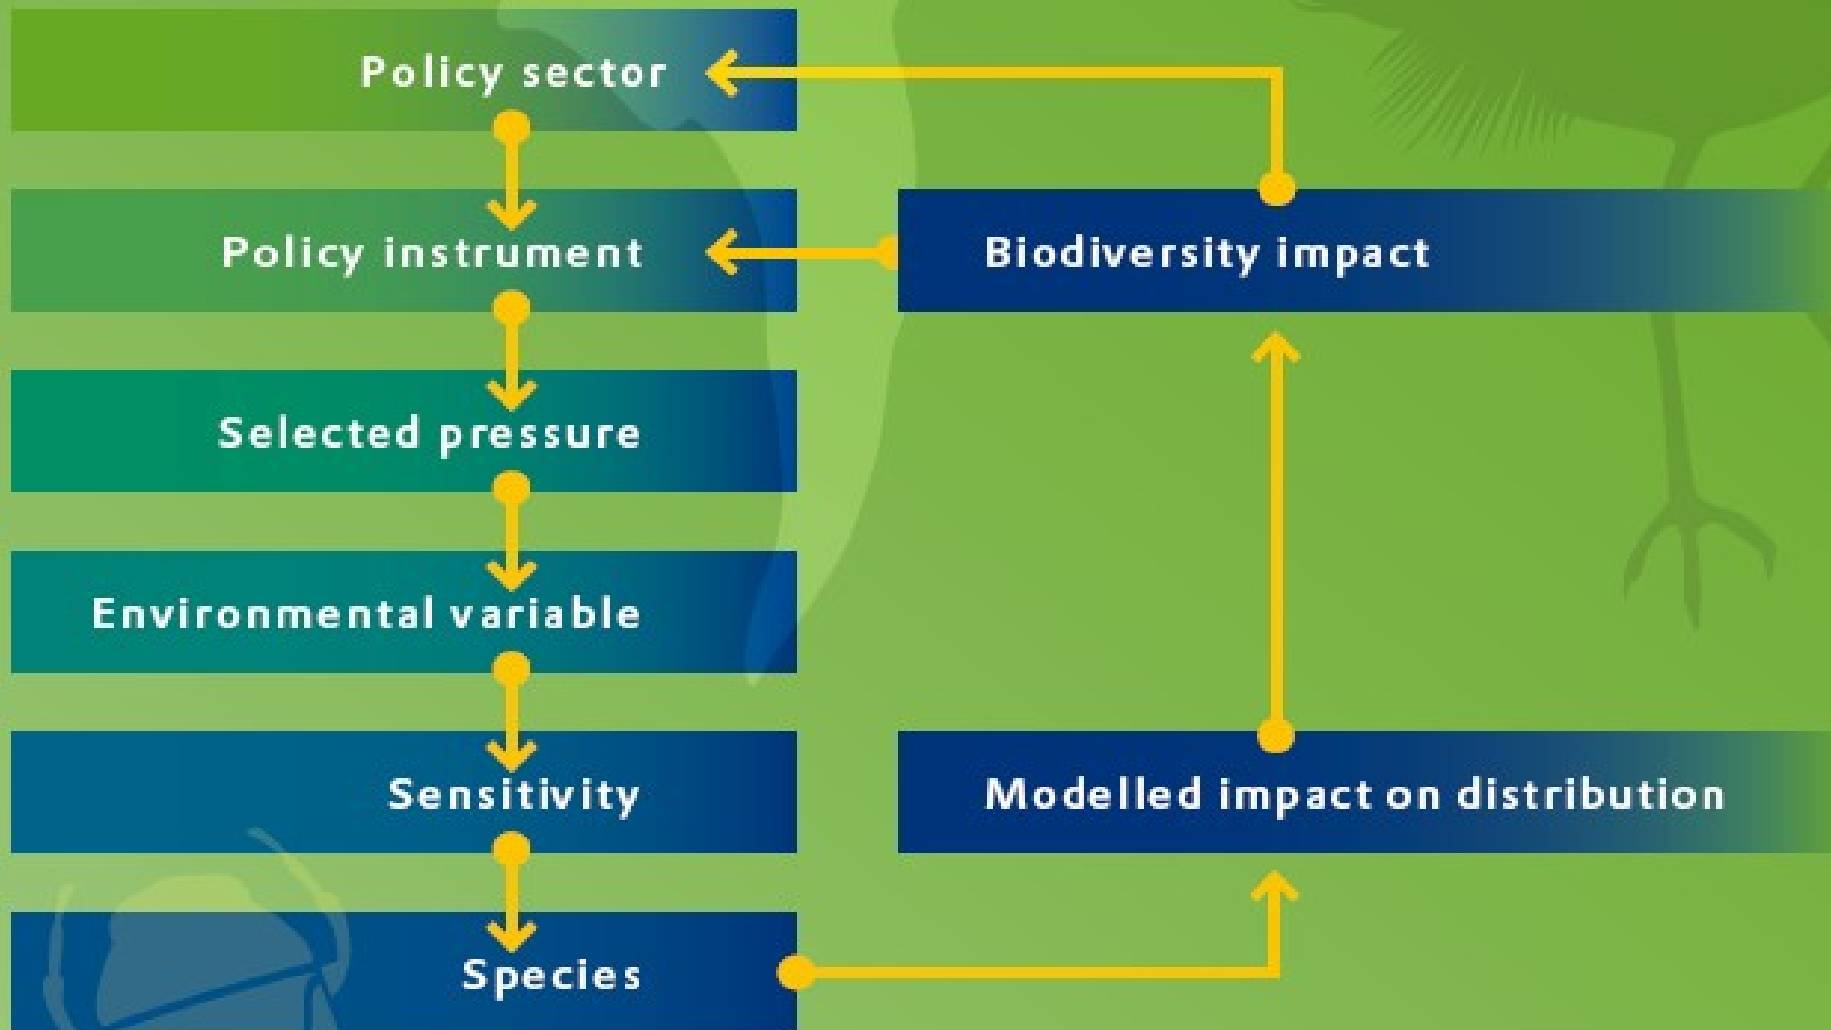 Policy sector
Policy instrument
Biodiversity impact
Selected pressure
Environmental variable
Sensitivity
Modelled impact on distribution
Species